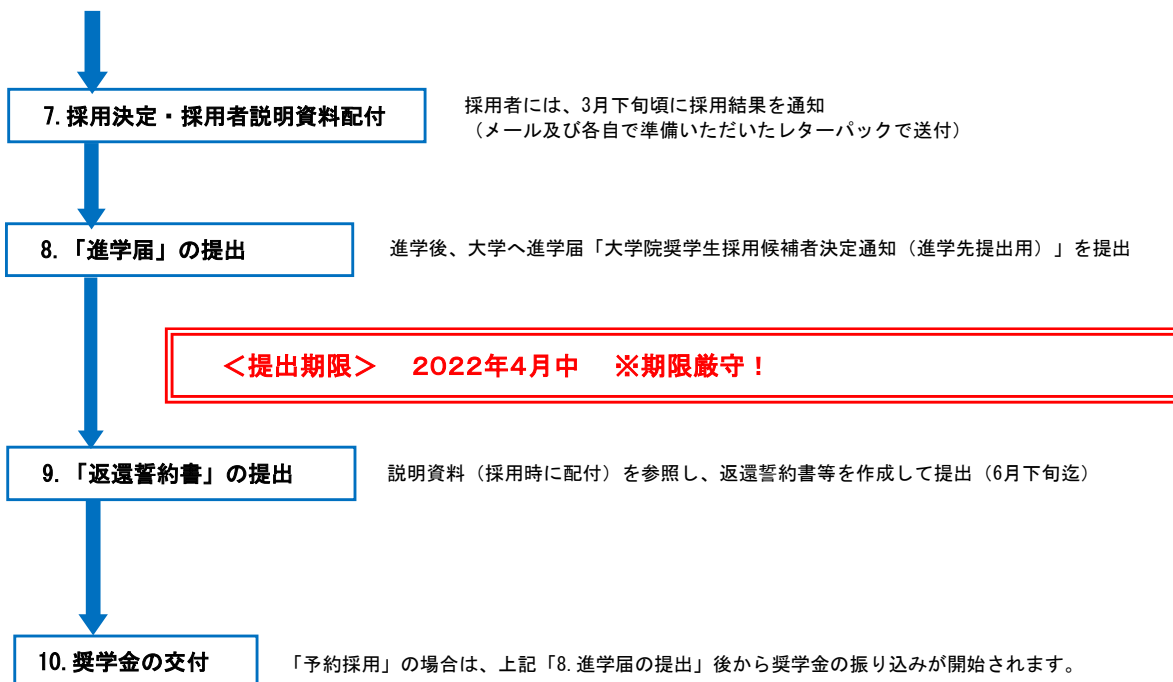 7.採用決定・採用者説明資料配付
採用者には、3月下旬頃に採用結果を通知
（メール及び各自で準備いただいたレターパックで送付）
8.「進学届」の提出
進学後、大学へ進学届「大学院奨学生採用候補者決定通知（進学先提出用）」を提出
＜提出期限＞　2022年4月中　※期限厳守！
9.「返還誓約書」の提出
説明資料（採用時に配付）を参照し、返還誓約書等を作成して提出（6月下旬迄）
10.奨学金の交付
「予約採用」の場合は、上記「8.進学届の提出」後から奨学金の振り込みが開始されます。